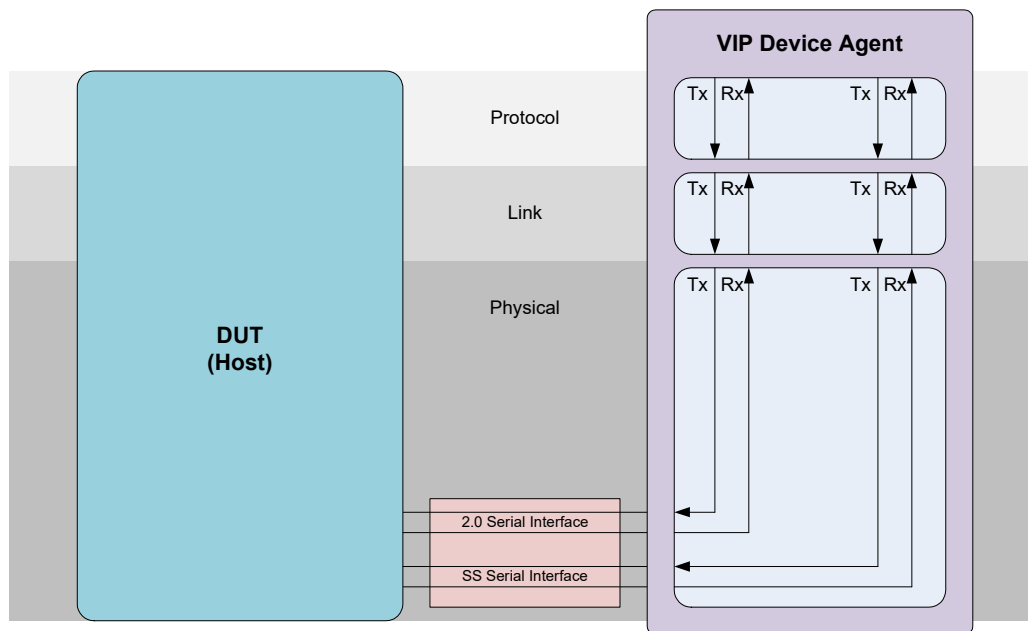 VIP Device Agent
Tx Rx Tx Rx
Protocol
Tx Rx Tx Rx
Link
Tx Rx Tx Rx
Physical
DUT
(Host)
2.0 Serial Interface
SS Serial Interface